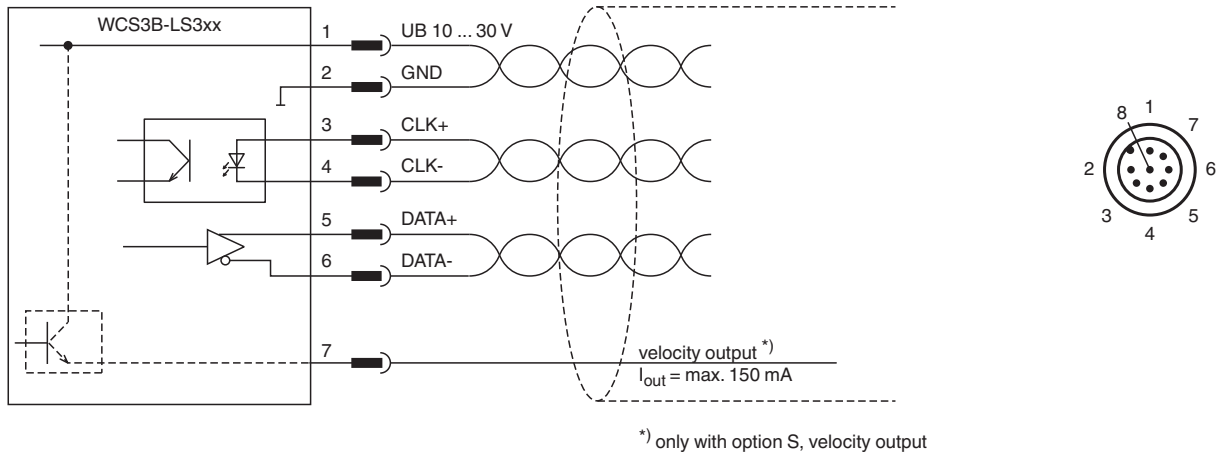 WCS3B-LS3xx
1 UB 10 ... 30 V
2 GND
3 CLK+
4 CLK-
5 DATA+
6 DATA-
7 velocity output *)
Iout = max. 150 mA
*) only with option S, velocity output
8 1 7
2 6
3 5
4